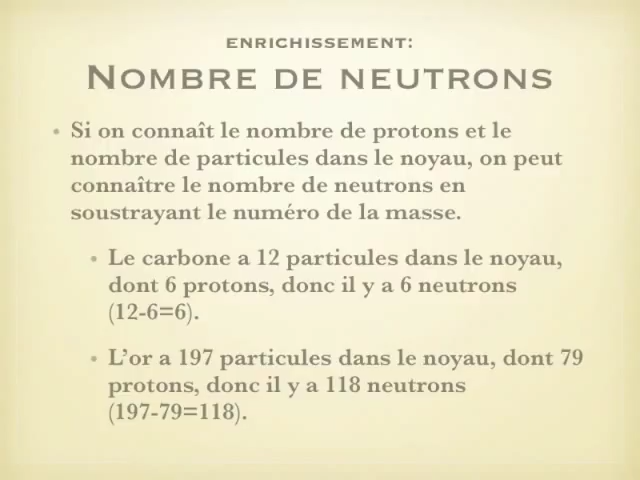 ENRICHISSEMENT:
NOMBRE DE NEUTRONS
• Si on connaît le nombre de protons et le
nombre de particules dans le noyau, on peut
connaître le nombre de neutrons en
soustrayant le numéro de la masse.
• Le carbone a 12 particules dans le noyau,
dont 6 protons, donc il y a 6 neutrons
(12-6=6).
• L’or a 197 particules dans le noyau, dont 79
protons, donc il y a 118 neutrons
(197-79=118).